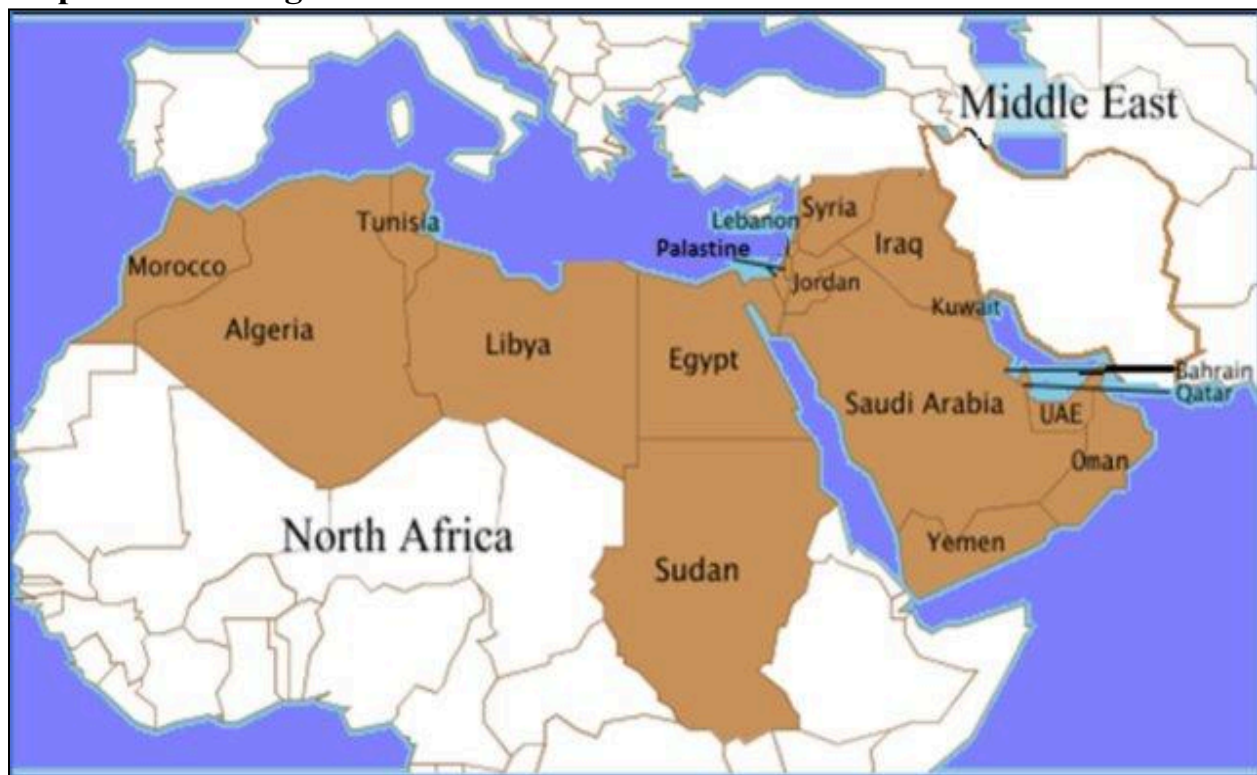 Middle East
Tunisia
Lebanon
Syria
Morocco
Palastine
Iraq
Jordan
Kuwait
Algeria
Libya
Egypt
Bahrain
Qatar
Saudi Arabia
UAE
Oman
North Africa
Yemen
Sudan